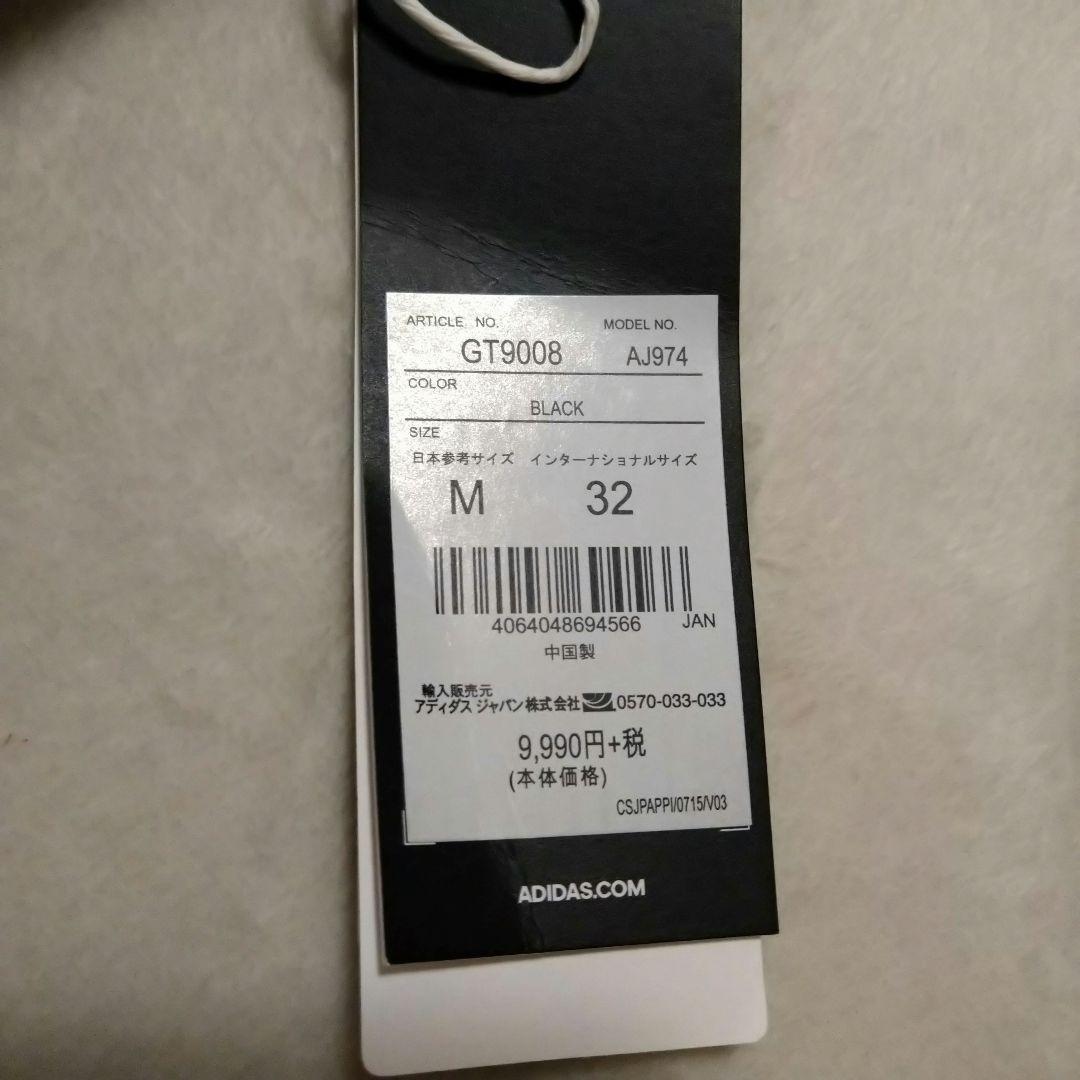 ARTICLE NO. MODEL NO.
GT9008 AJ974
COLOR
BLACK
SIZE
日本参考サイズ インターナショナルサイズ
M 32
4064048694566 JAN
中国製
輸入販売元
アディダス ジャパン株式会社 0570-033-033
9,990円+税
(本体価格)
CSJPAPPI/0715/V03
ADIDAS.COM